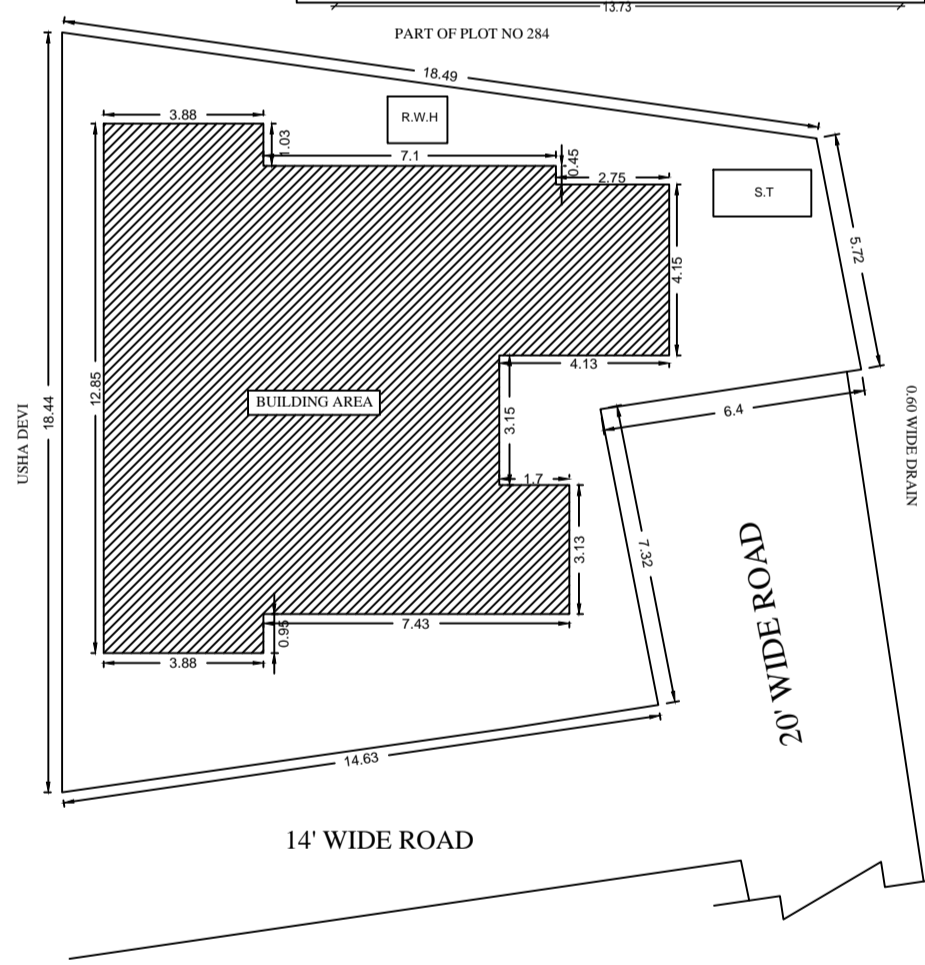 13.73
PART OF PLOT NO 284
18.49
R.W.H
3.88
1.03
7.1
0.45
2.75
S.T
5.72
4.15
4.13
12.85
BUILDING AREA
3.15
6.4
0.60 WIDE DRAIN
USHA DEVI
18.44
1.7
3.13
7.32
20' WIDE ROAD
0.95
7.43
3.88
14.63
14' WIDE ROAD